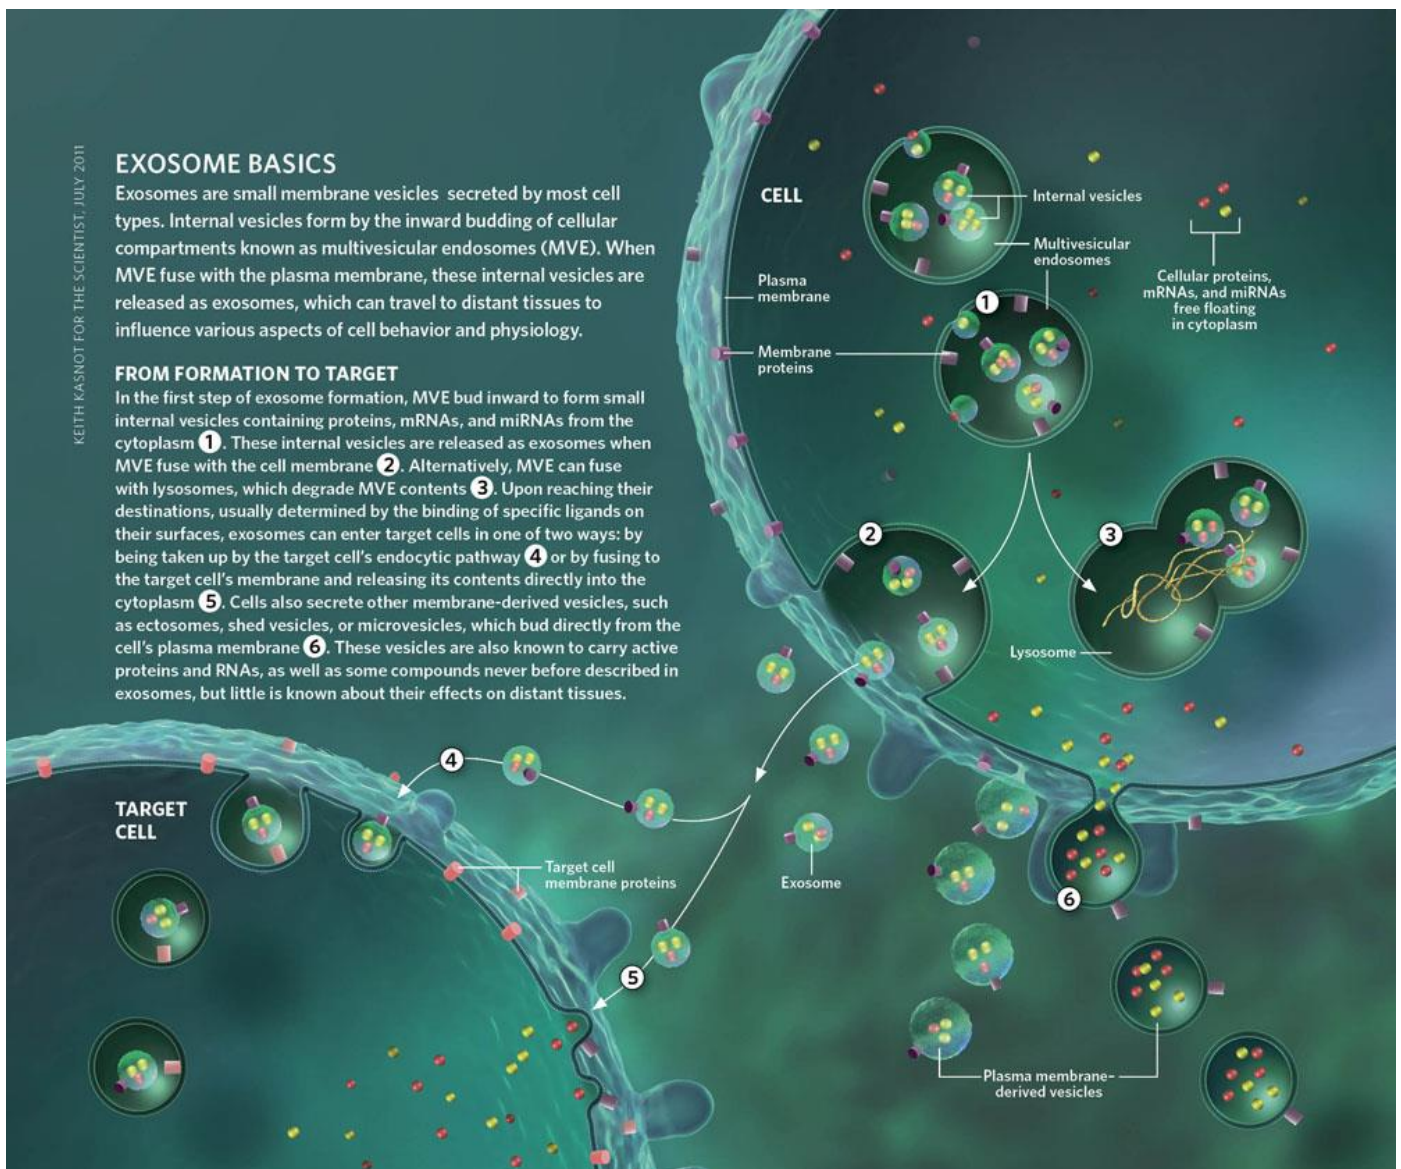 KEITH KASNOT FOR THE SCIENTIST, JULY 2011
EXOSOME BASICS
Exosomes are small membrane vesicles secreted by most cell
types. Internal vesicles form by the inward budding of cellular
compartments known as multivesicular endosomes (MVE). When
MVE fuse with the plasma membrane, these internal vesicles are
released as exosomes, which can travel to distant tissues to
influence various aspects of cell behavior and physiology.
FROM FORMATION TO TARGET
In the first step of exosome formation, MVE bud inward to form small
internal vesicles containing proteins, mRNAs, and miRNAs from the
cytoplasm 1. These internal vesicles are released as exosomes when
MVE fuse with the cell membrane 2. Alternatively, MVE can fuse
with lysosomes, which degrade MVE contents 3. Upon reaching their
destinations, usually determined by the binding of specific ligands on
their surfaces, exosomes can enter target cells in one of two ways: by
being taken up by the target cell's endocytic pathway 4 or by fusing to
the target cell's membrane and releasing its contents directly into the
cytoplasm 5. Cells also secrete other membrane-derived vesicles, such
as ectosomes, shed vesicles, or microvesicles, which bud directly from the
cell's plasma membrane 6. These vesicles are also known to carry active
proteins and RNAs, as well as some compounds never before described in
exosomes, but little is known about their effects on distant tissues.
CELL
Internal vesicles
Multivesicular
endosomes
Cellular proteins,
mRNAs, and miRNAs
free floating
in cytoplasm
Plasma
membrane
1
Membrane
proteins
2
3
Lysosome
4
TARGET
CELL
Target cell
membrane proteins
Exosome
6
5
Plasma membrane-
derived vesicles